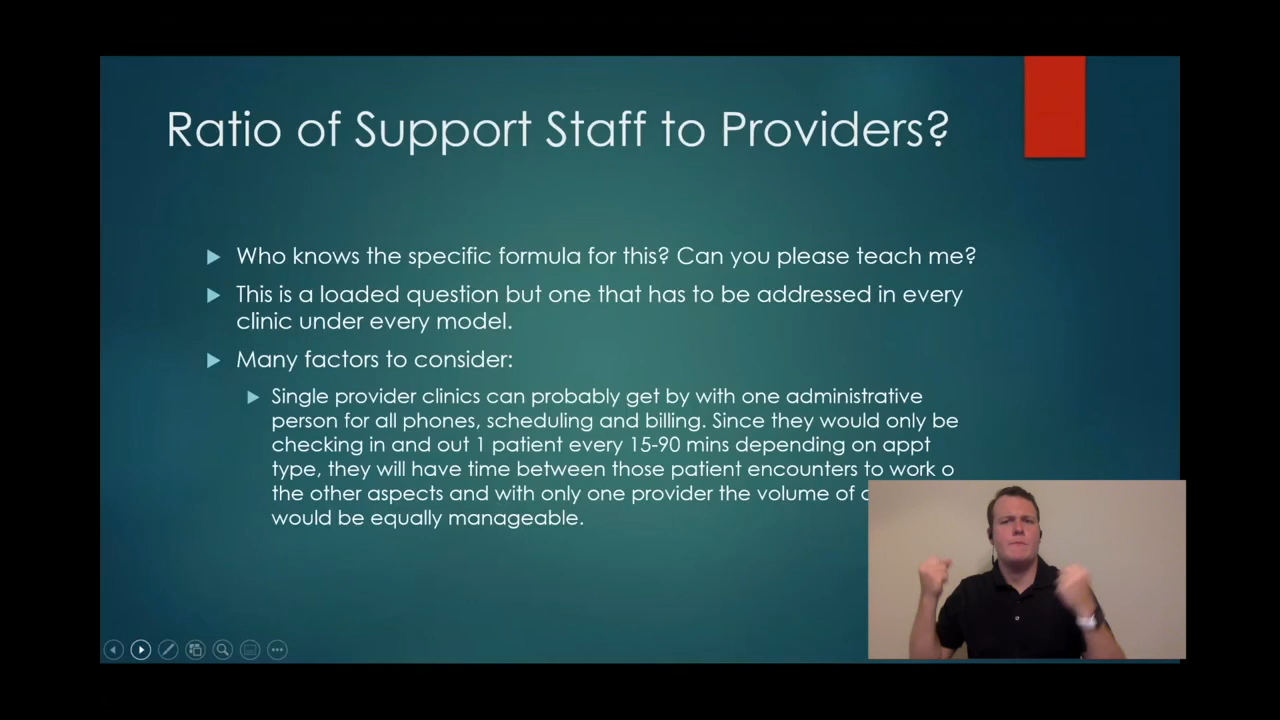 Ratio of Support Staff to Providers?
Who knows the specific formula for this? Can you please teach me?
This is a loaded question but one that has to be addressed in every
clinic under every model.
Many factors to consider:
Single provider clinics can probably get by with one administrative
person for all phones, scheduling and billing. Since they would only be
checking in and out 1 patient every 15-90 mins depending on appt
type, they will have time between those patient encounters to work o
the other aspects and with only one provider the volume of
would be equally manageable.